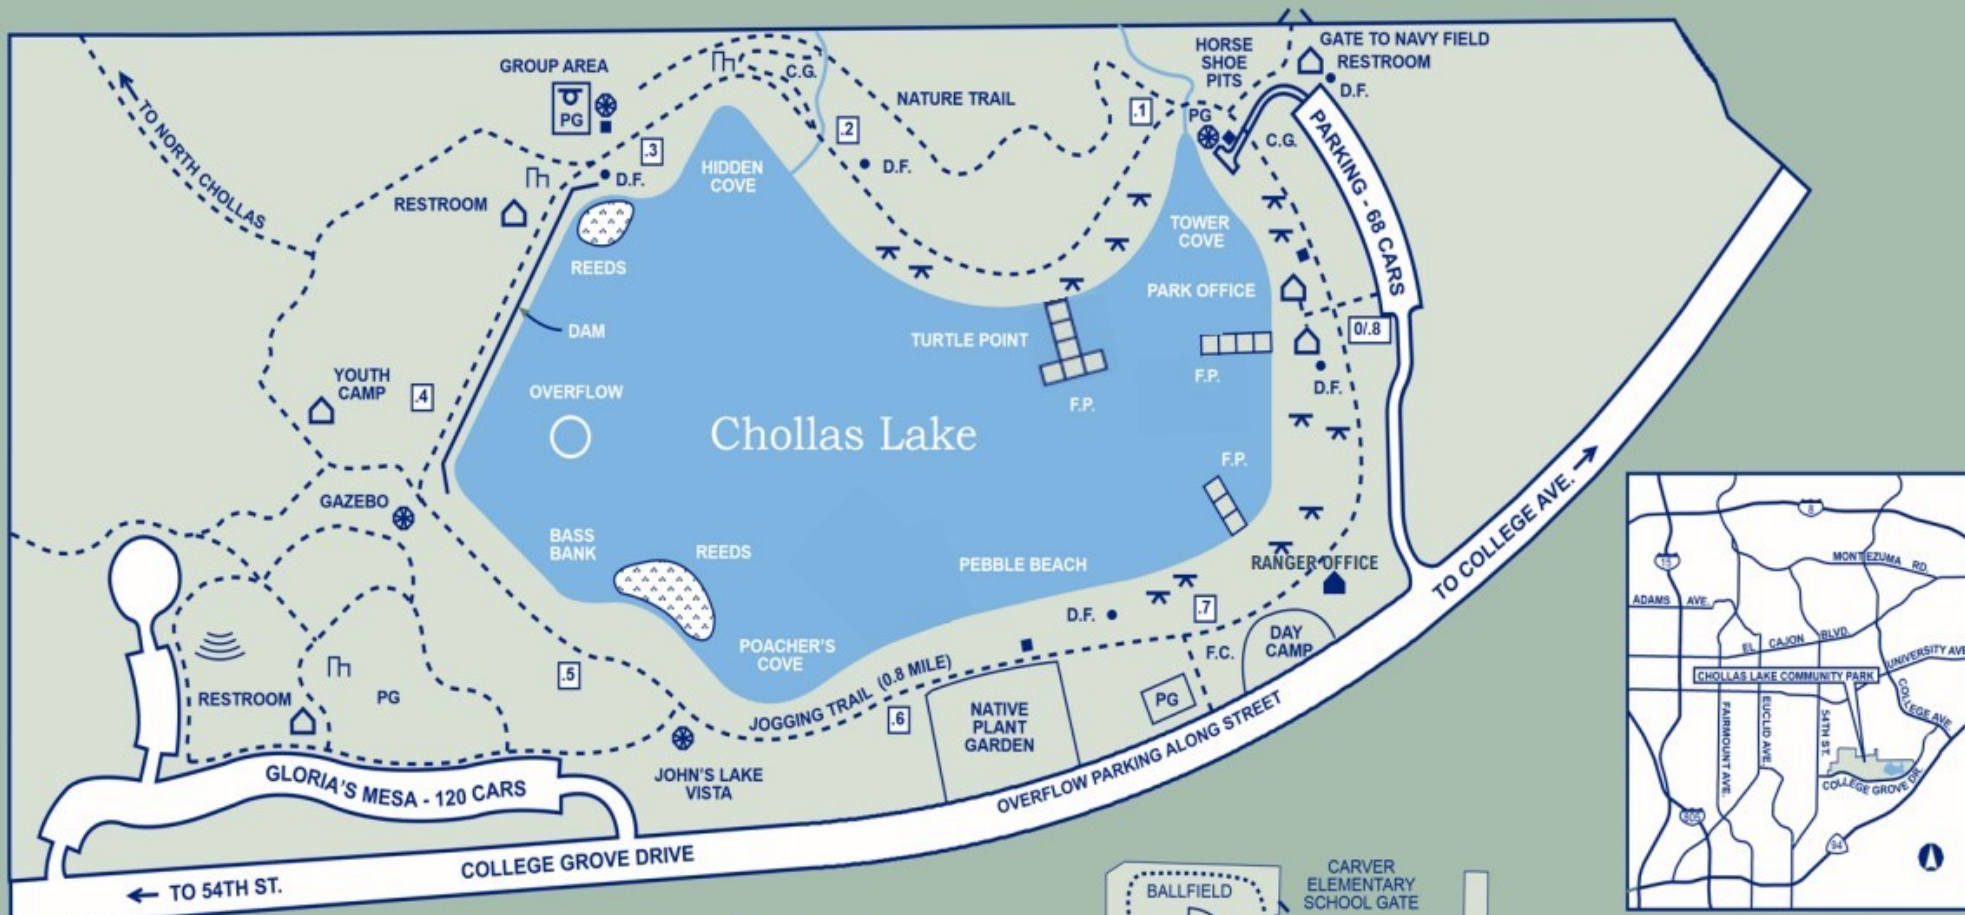 GROUP AREA
PG
C.G.
NATURE TRAIL
HORSE
SHOE
PITS
GATE TO NAVY FIELD
RESTROOM
D.F.
TO NORTH CHOLLAS
.3
.2
.1
PG
C.G.
PARKING - 68 CARS
D.F.
D.F.
HIDDEN
COVE
RESTROOM
TOWER
COVE
REEDS
PARK OFFICE
DAM
TURTLE POINT
0/.8
YOUTH
CAMP
.4
OVERFLOW
F.P.
F.P.
D.F.
Chollas Lake
F.P.
GAZEBO
BASS
BANK
REEDS
PEBBLE BEACH
RANGER OFFICE
TO COLLEGE AVE.
D.F.
.7
DAY
CAMP
F.C.
POACHER'S
COVE
.5
JOGGING TRAIL (0.8 MILE)
.6
RESTROOM
PG
NATIVE
PLANT
GARDEN
PG
OVERFLOW PARKING ALONG STREET
JOHN'S LAKE
VISTA
GLORIA'S MESA - 120 CARS
COLLEGE GROVE DRIVE
TO 54TH ST.
BALLFIELD
CARVER
ELEMENTARY
SCHOOL GATE
8
15
MONTEZUMA RD.
ADAMS AVE.
EL CAJON BLVD.
UNIVERSITY AVE
CHOLLAS LAKE COMMUNITY PARK
COLLEGE AVE.
FAIRMOUNT AVE.
EUCLID AVE.
54TH ST.
COLLEGE GROVE DR.
805
94